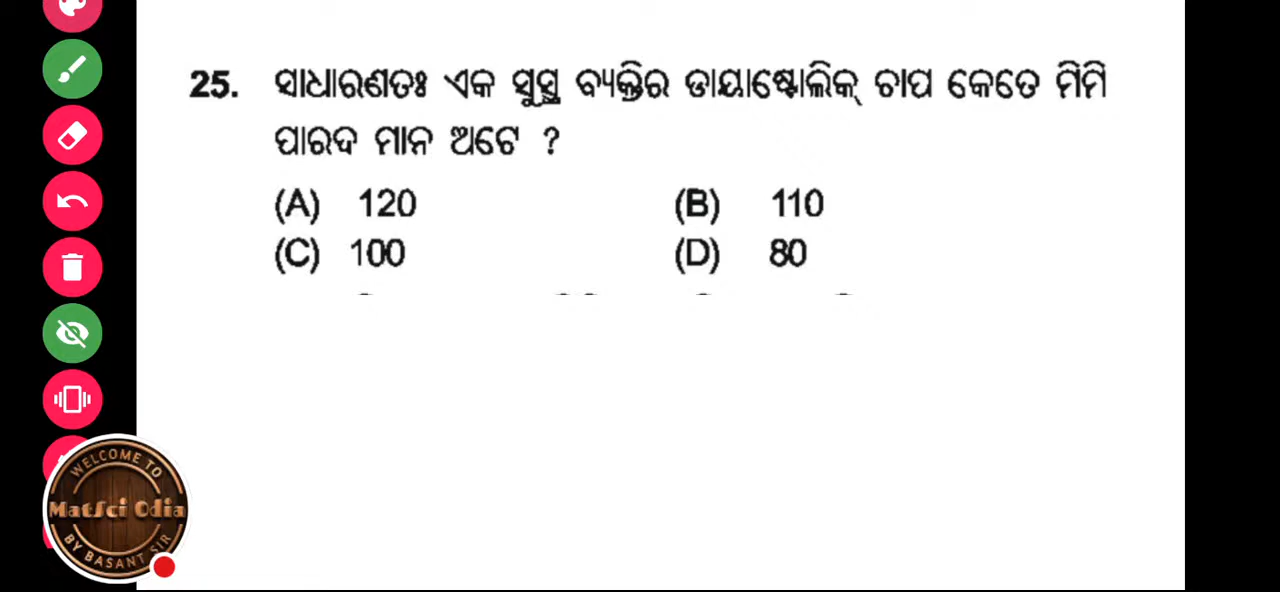 25. ସାଧାରଣତଃ ଏକ ସୁସ୍ଥ ବ୍ୟକ୍ତିର ଡାୟାଷ୍ଟୋଲିକ୍ ଚାପ କେତେ ମିମି
ପାରଦ ମାନ ଅଟେ ?
(A) 120 (B) 110
(C) 100 (D) 80
WELCOME TO
MatSci Odia
BY BASANT SIR